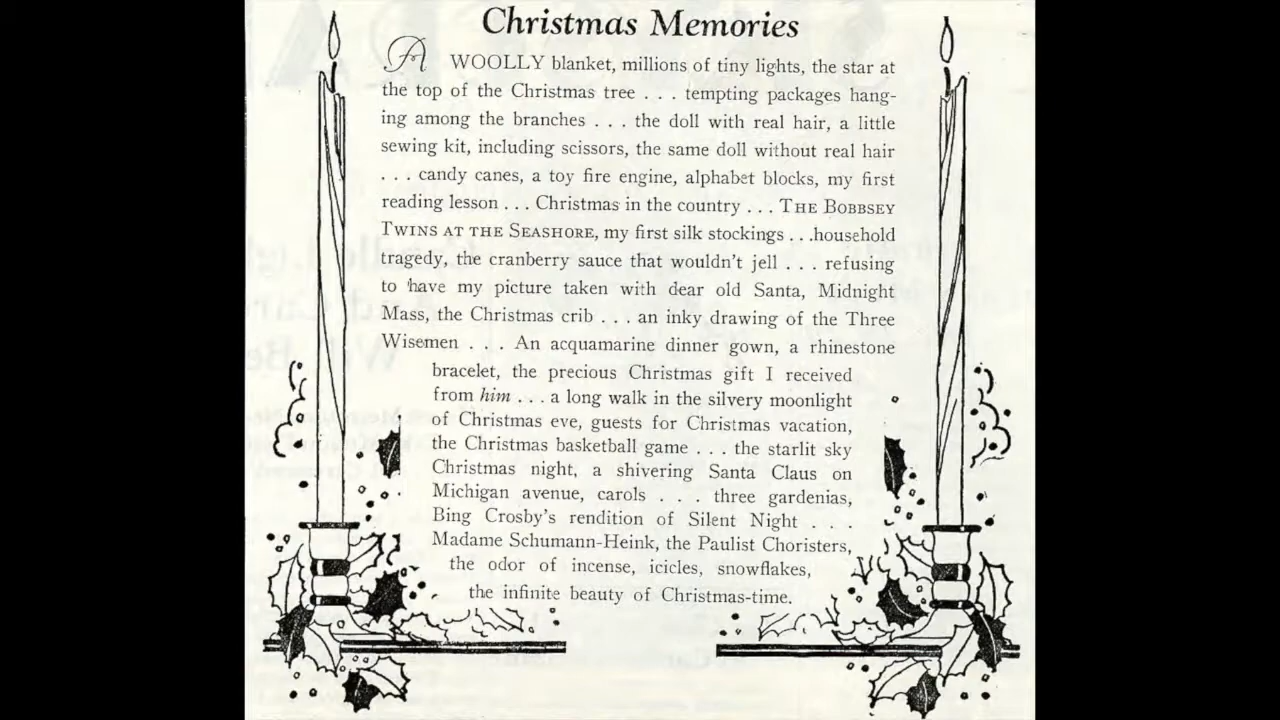 Christmas Memories
A WOOLLY blanket, millions of tiny lights, the star at
the top of the Christmas tree . . . tempting packages hang-
ing among the branches . . . the doll with real hair, a little
sewing kit, including scissors, the same doll without real hair
. . . candy canes, a toy fire engine, alphabet blocks, my first
reading lesson . . . Christmas in the country . . . THE BOBBSEY
TWINS AT THE SEASHORE, my first silk stockings . . .household
tragedy, the cranberry sauce that wouldn't jell . . . refusing
to have my picture taken with dear old Santa, Midnight
Mass, the Christmas crib . . . an inky drawing of the Three
Wisemen . . . An acquamarine dinner gown, a rhinestone
bracelet, the precious Christmas gift I received
from him . . . a long walk in the silvery moonlight
of Christmas eve, guests for Christmas vacation,
the Christmas basketball game . . . the starlit sky
Christmas night, a shivering Santa Claus on
Michigan avenue, carols . . . three gardenias,
Bing Crosby's rendition of Silent Night . . .
Madame Schumann-Heink, the Paulist Choristers,
the odor of incense, icicles, snowflakes,
the infinite beauty of Christmas-time.